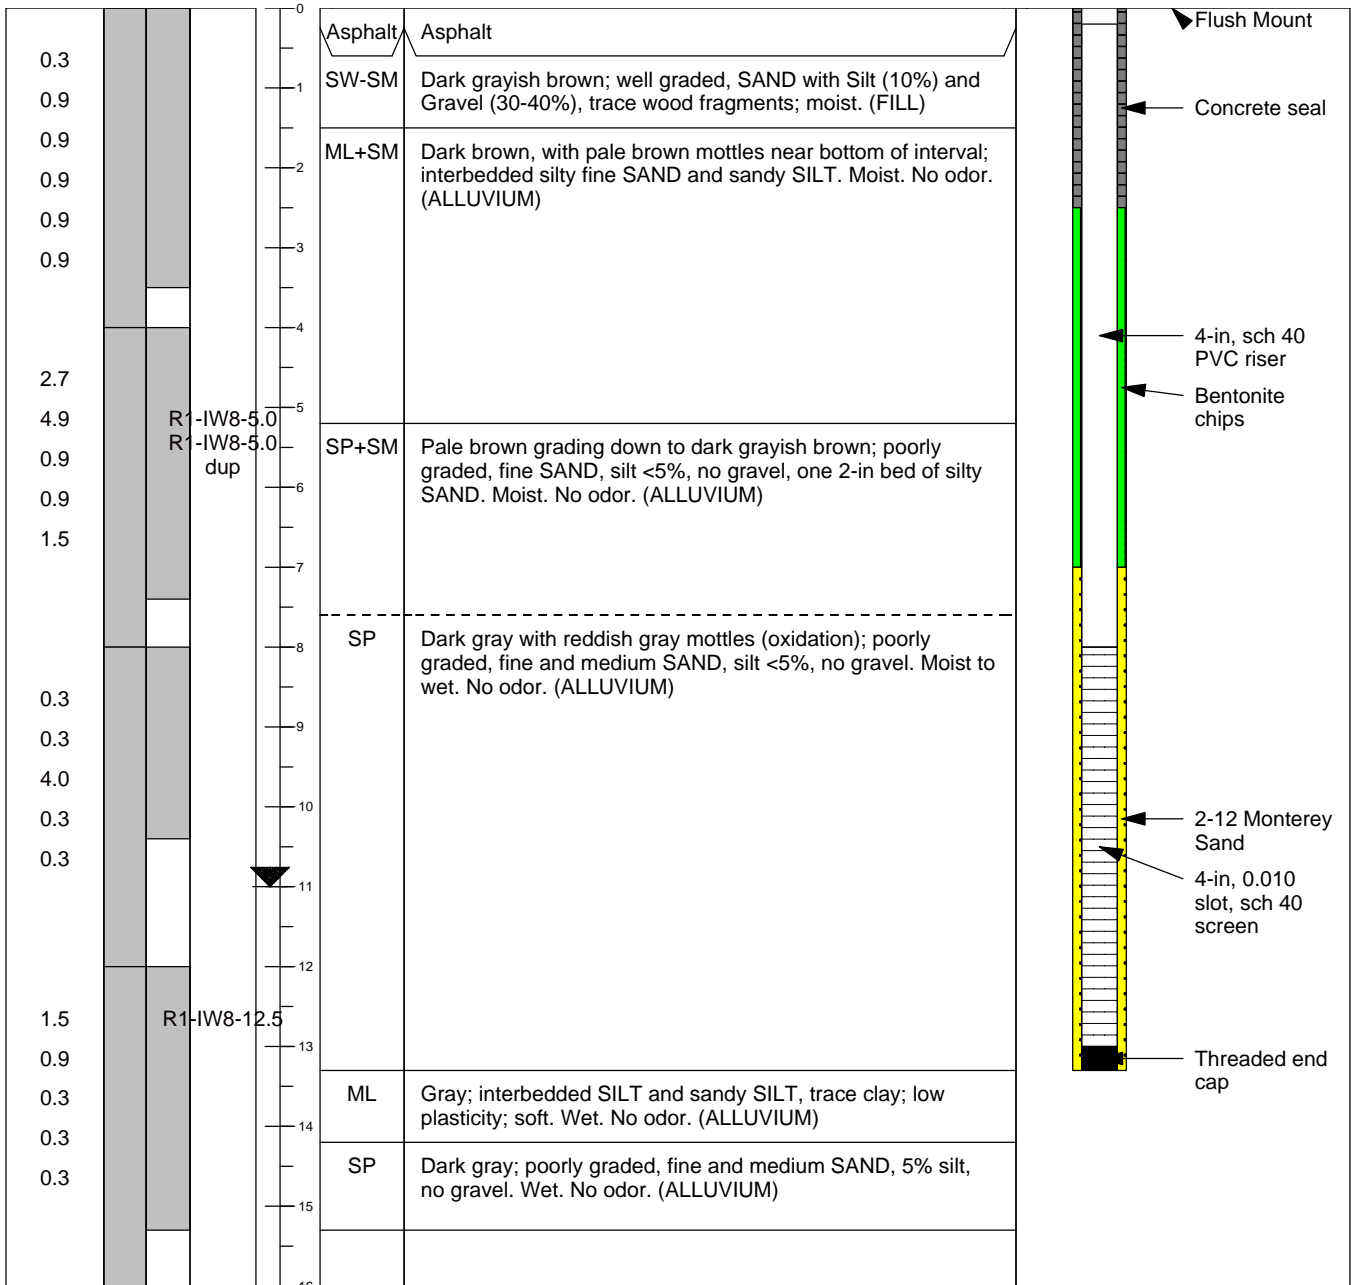 0
Asphalt Asphalt
Flush Mount
0.3
SW-SM Dark grayish brown; well graded, SAND with Silt (10%) and
Gravel (30-40%), trace wood fragments; moist. (FILL)
1
0.9
Concrete seal
0.9
ML+SM Dark brown, with pale brown mottles near bottom of interval;
interbedded silty fine SAND and sandy SILT. Moist. No odor.
(ALLUVIUM)
2
0.9
0.9
3
0.9
4
4-in, sch 40
PVC riser
2.7
Bentonite
chips
5
4.9
R1-IW8-5.0
R1-IW8-5.0
dup
SP+SM Pale brown grading down to dark grayish brown; poorly
graded, fine SAND, silt <5%, no gravel, one 2-in bed of silty
SAND. Moist. No odor. (ALLUVIUM)
0.9
6
0.9
1.5
7
SP Dark gray with reddish gray mottles (oxidation); poorly
graded, fine and medium SAND, silt <5%, no gravel. Moist to
wet. No odor. (ALLUVIUM)
8
0.3
9
0.3
4.0
10
0.3
2-12 Monterey
Sand
0.3
11
4-in, 0.010
slot, sch 40
screen
12
1.5
R1-IW8-12.5
13
0.9
Threaded end
cap
0.3
ML Gray; interbedded SILT and sandy SILT, trace clay; low
plasticity; soft. Wet. No odor. (ALLUVIUM)
14
0.3
SP Dark gray; poorly graded, fine and medium SAND, 5% silt,
no gravel. Wet. No odor. (ALLUVIUM)
0.3
15
16